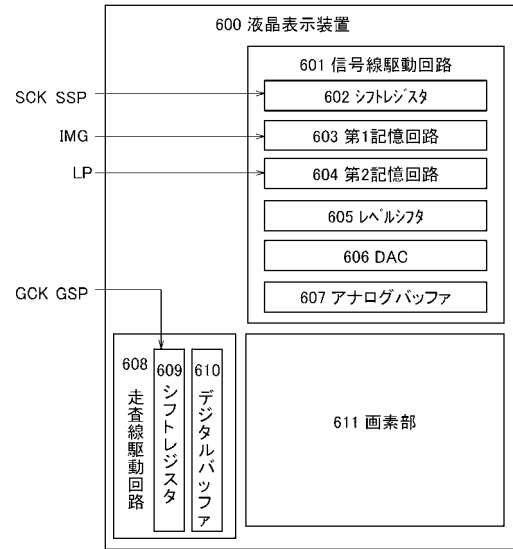 600 液晶表示装置
601 信号線駆動回路
SCK SSP
602 シフトレジスタ
IMG
603 第1記憶回路
LP
604 第2記憶回路
605 レベルシフタ
606 DAC
607 アナログバッファ
GCK GSP
608 走査線駆動回路
609 シフトレジスタ
610 デジタルバッファ
611 画素部